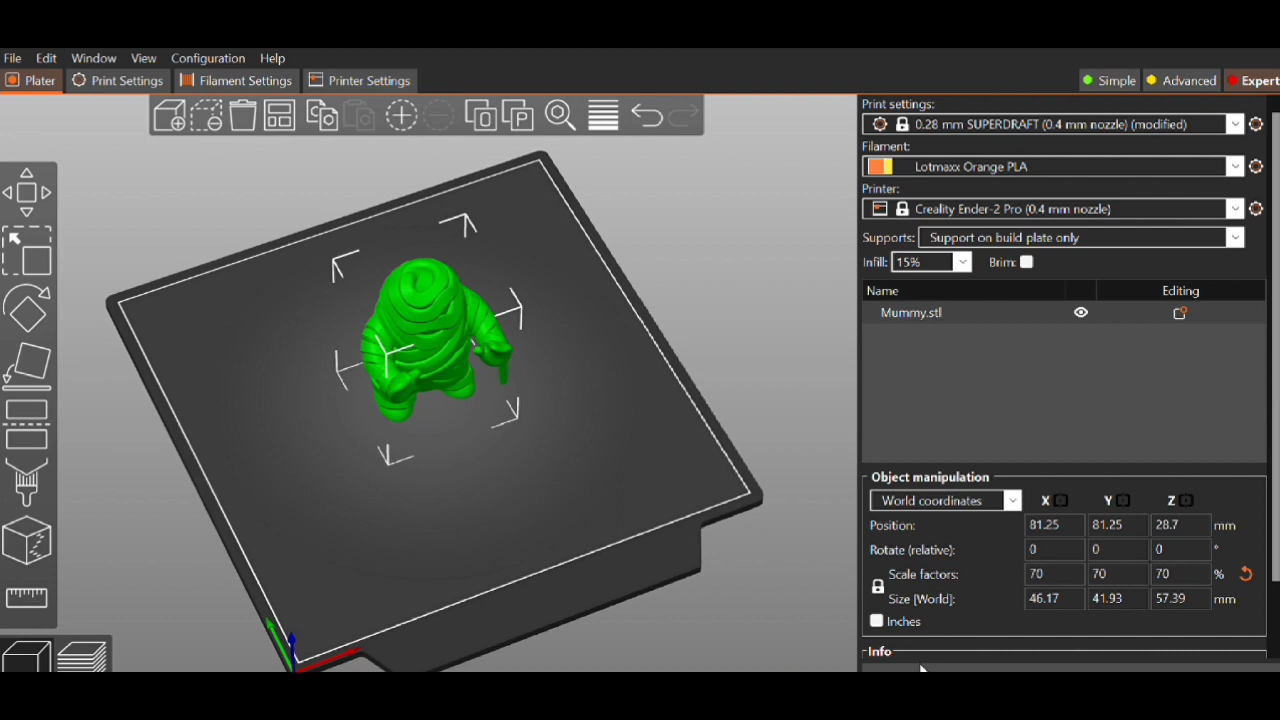 File Edit Window View Configuration Help
Plater Print Settings Filament Settings Printer Settings Simple Advanced Expert
O P
Print settings:
0.28 mm SUPERDRAFT (0.4 mm nozzle) (modified)
Filament:
Lotmaxx Orange PLA
Printer:
Creality Ender-2 Pro (0.4 mm nozzle)
Supports: Support on build plate only
Infill: 15% Brim:
Name Editing
Mummy.stl
Object manipulation
World coordinates X Y Z
Position: 81.25 81.25 28.7 mm
Rotate (relative): 0 0 0 °
Scale factors: 70 70 70 %
Size [World]: 46.17 41.93 57.39 mm
Inches
Info